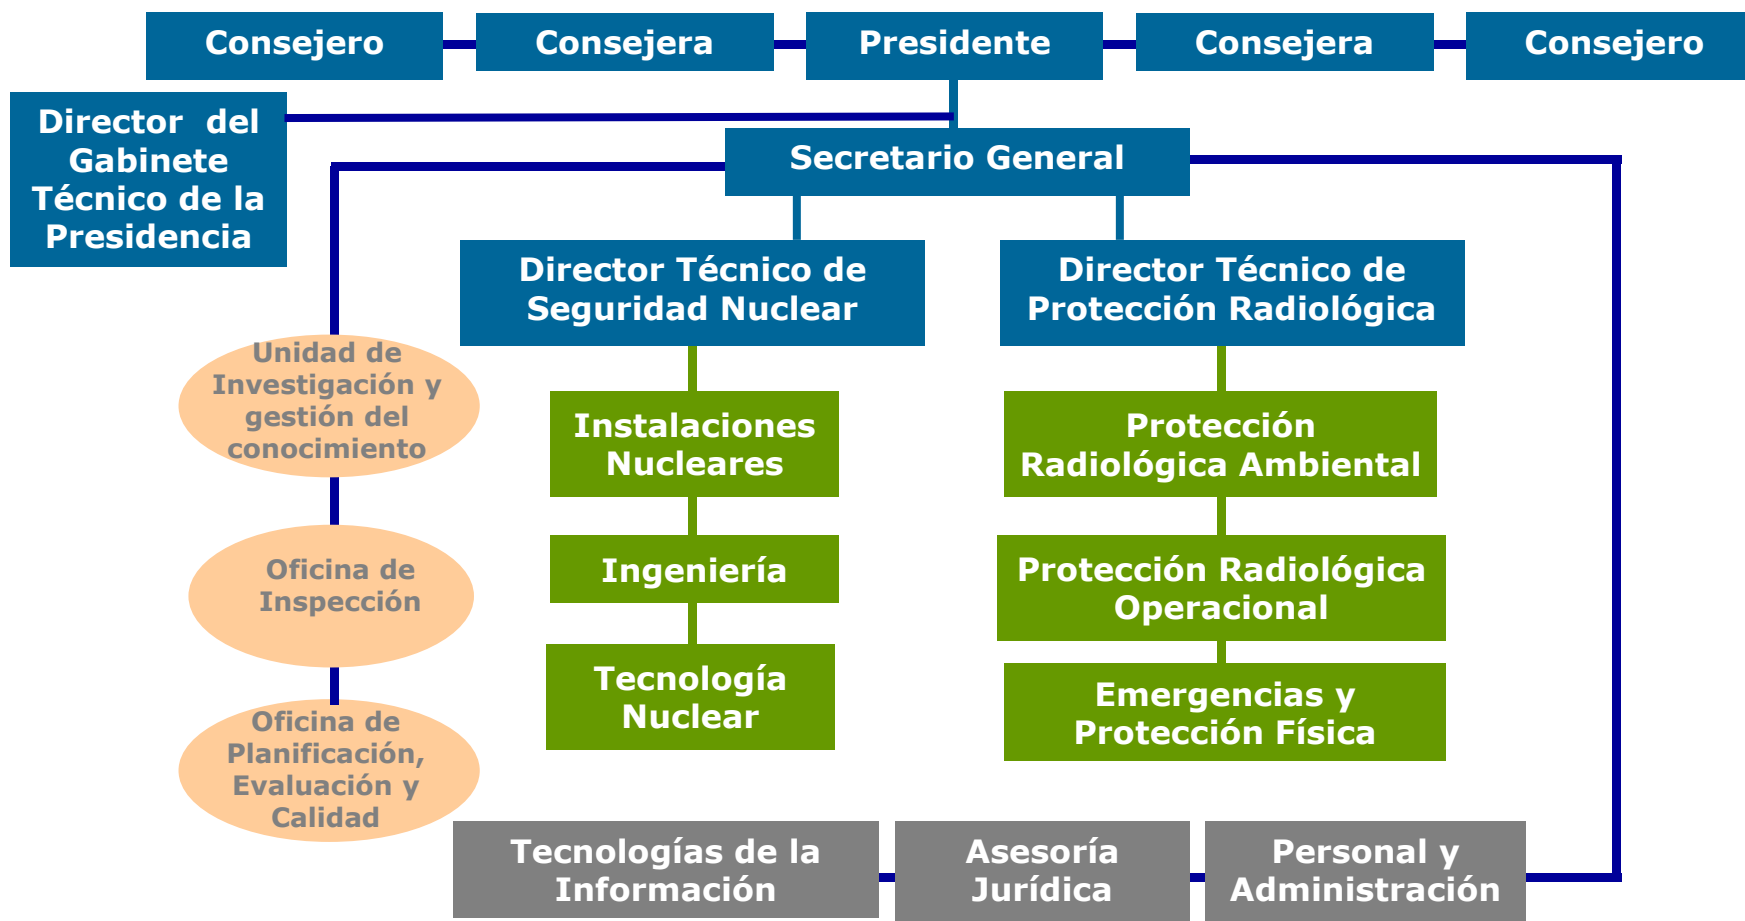 Consejero
Consejera
Presidente
Consejera
Consejero
Director del
Gabinete
Técnico de la
Presidencia
Secretario General
Director Técnico de
Seguridad Nuclear
Director Técnico de
Protección Radiológica
Unidad de
Investigación y
gestión del
conocimiento
Instalaciones
Nucleares
Protección
Radiológica Ambiental
Oficina de
Inspección
Ingeniería
Protección Radiológica
Operacional
Tecnología
Nuclear
Emergencias y
Protección Física
Oficina de
Planificación,
Evaluación y
Calidad
Tecnologías de la
Información
Asesoría
Jurídica
Personal y
Administración